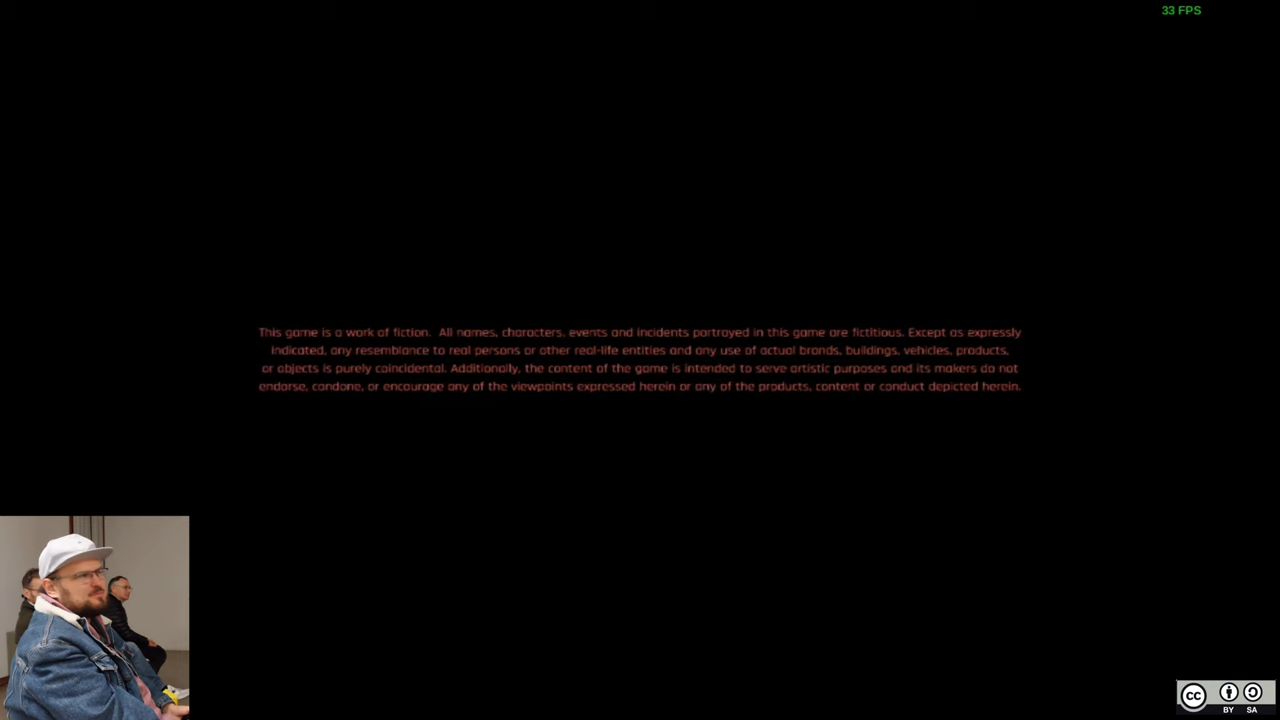 33 FPS
This game is a work of fiction.  All names, characters, events and incidents portrayed in this game are fictitious. Except as expressly
indicated, any resemblance to real persons or other real-life entities and any use of actual brands, buildings, vehicles, products,
or objects is purely coincidental. Additionally, the content of the game is intended to serve artistic purposes and its makers do not
endorse, condone, or encourage any of the viewpoints expressed herein or any of the products, content or conduct depicted herein.
cc
BY SA